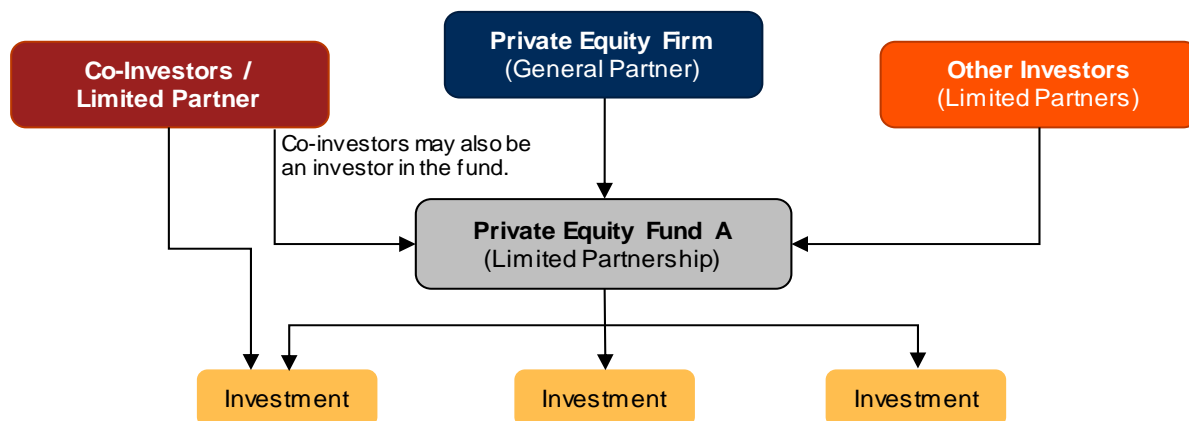 Co-Investors /
Limited Partner
Private Equity Firm
(General Partner)
Other Investors
(Limited Partners)
Co-investors may also be
an investor in the fund.
Private Equity Fund A
(Limited Partnership)
Investment
Investment
Investment